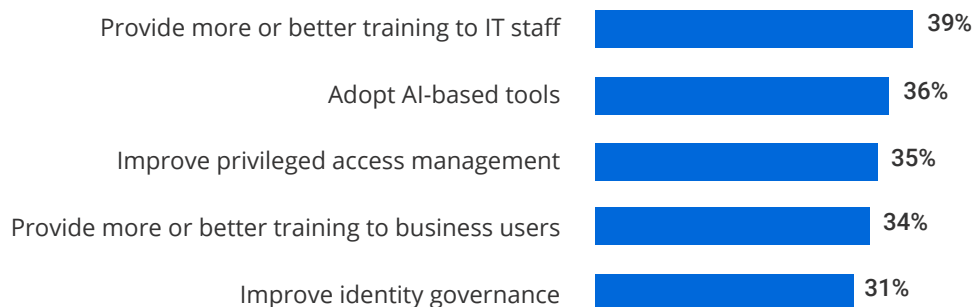 Provide more or better training to IT staff 39%
Adopt AI-based tools 36%
Improve privileged access management 35%
Provide more or better training to business users 34%
Improve identity governance 31%